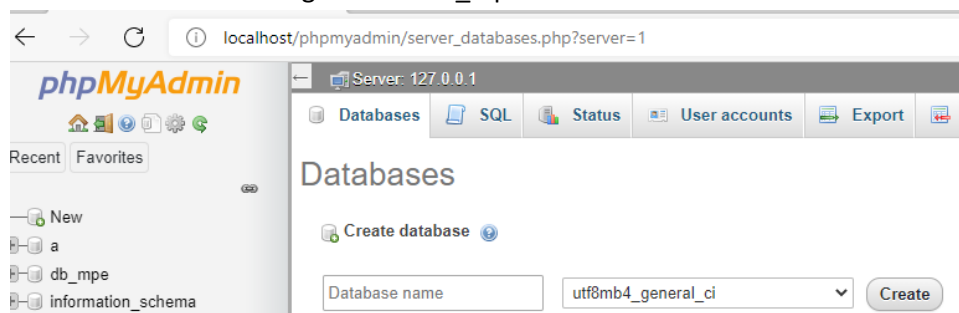 localhost/phpmyadmin/server_databases.php?server=1
phpMyAdmin
Server: 127.0.0.1
Databases SQL Status User accounts Export
Recent Favorites
Databases
New
Create database
a
db_mpe
Database name utf8mb4_general_ci Create
information_schema